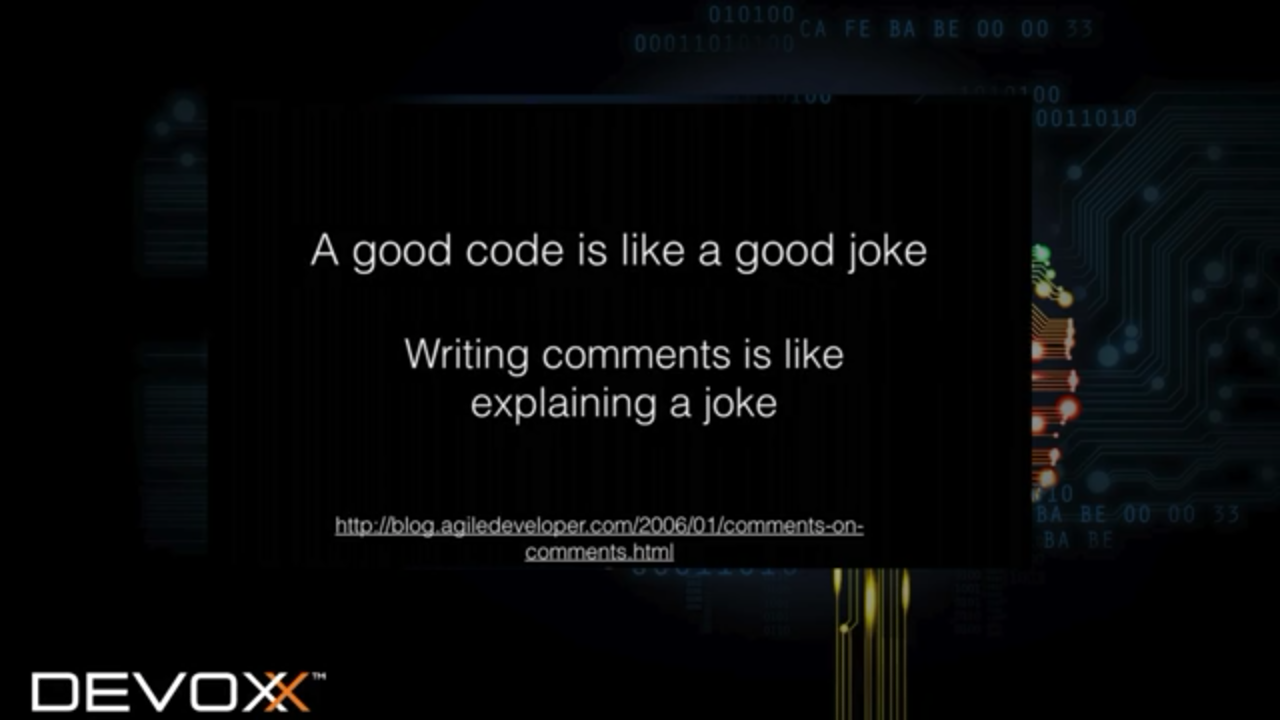 010100
00011010100
CA FE BA BE 00 00 33
0011010
A good code is like a good joke
Writing comments is like
explaining a joke
http://blog.agiledeveloper.com/2006/01/comments-on-
comments.html
BA BE 00 00 33
BA BE
DEVOXX™